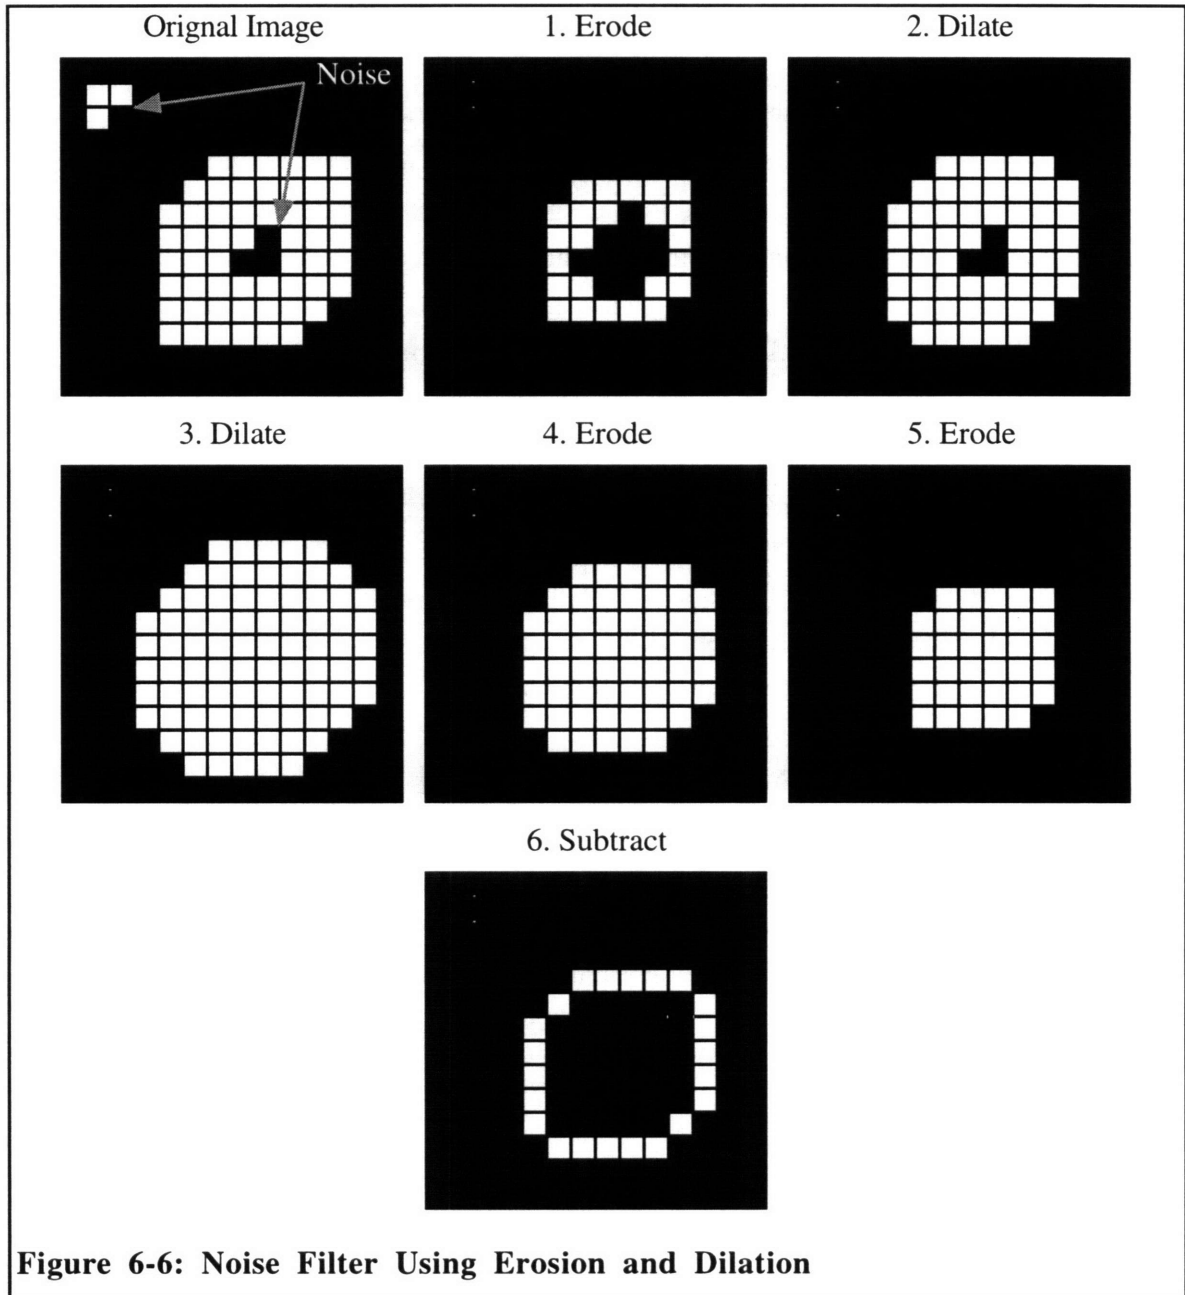 Orignal Image
1. Erode
2. Dilate
Noise
3. Dilate
4. Erode
5. Erode
6. Subtract
Figure 6-6: Noise Filter Using Erosion and Dilation